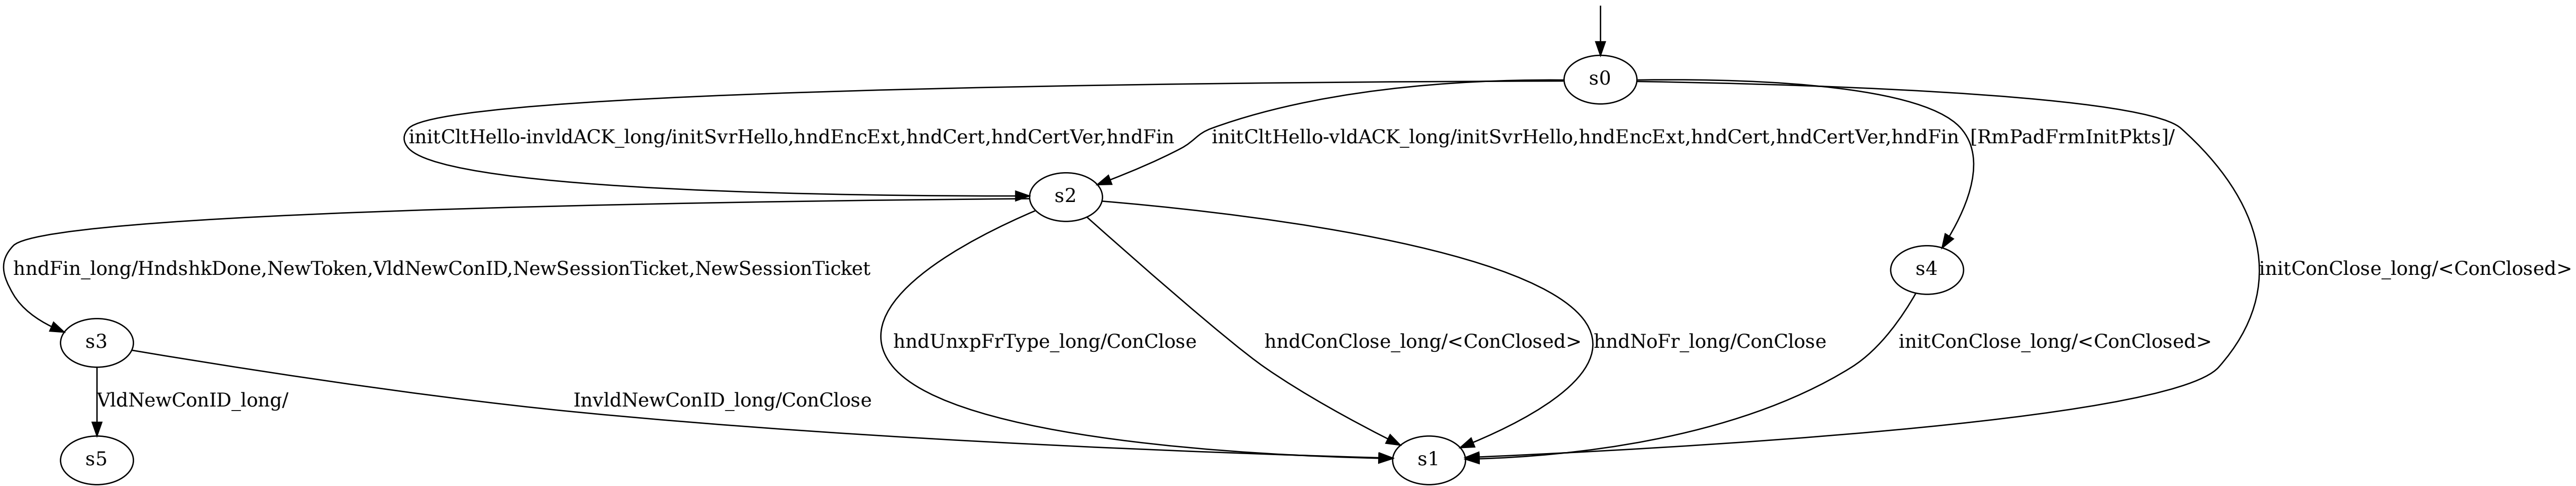 s0
initCltHello-invldACK_long/initSvrHello,hndEncExt,hndCert,hndCertVer,hndFin
initCltHello-vldACK_long/initSvrHello,hndEncExt,hndCert,hndCertVer,hndFin
[RmPadFrmInitPkts]/
s2
hndFin_long/HndshkDone,NewToken,VldNewConID,NewSessionTicket,NewSessionTicket
s4
initConClose_long/<ConClosed>
s3
hndUnxpFrType_long/ConClose
hndConClose_long/<ConClosed>
hndNoFr_long/ConClose
initConClose_long/<ConClosed>
VldNewConID_long/
InvldNewConID_long/ConClose
s5
s1